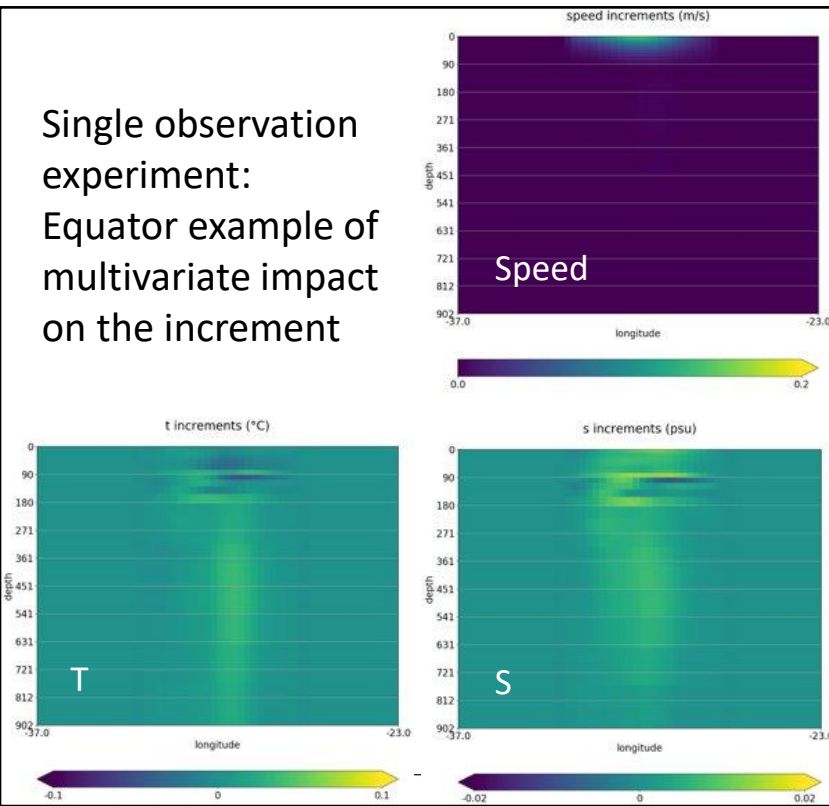 Single observation
experiment:
Equator example of
multivariate impact
on the increment
speed increments (m/s)
0
90
180
271
361
451
541
631
721
812
902
depth
Speed
-37.0
-23.0
longitude
0.0
0.2
t increments (°C)
0
90
180
271
361
451
541
631
721
812
902
depth
T
-37.0
-23.0
longitude
-0.1
0
0.1
s increments (psu)
0
90
180
271
361
451
541
631
721
812
902
depth
S
-37.0
-23.0
longitude
-0.02
0
0.02